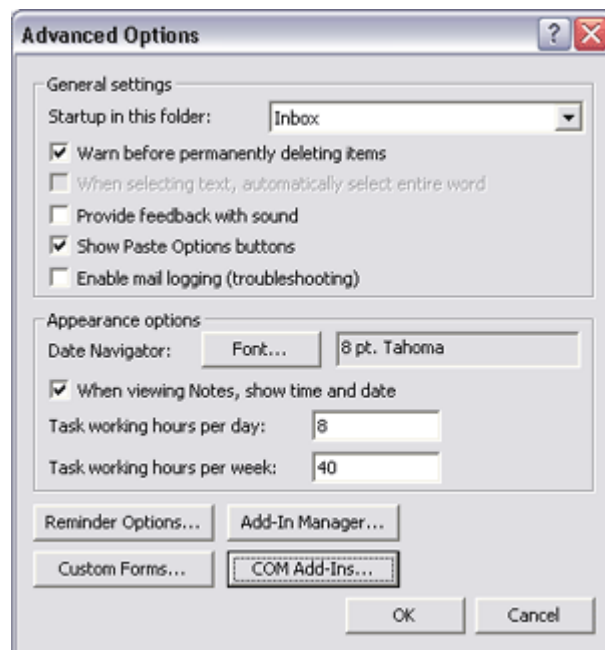 Advanced Options
General settings
Startup in this folder: Inbox
Warn before permanently deleting items
When selecting text, automatically select entire word
Provide feedback with sound
Show Paste Options buttons
Enable mail logging (troubleshooting)
Appearance options
Date Navigator: Font... 8 pt. Tahoma
When viewing Notes, show time and date
Task working hours per day: 8
Task working hours per week: 40
Reminder Options... Add-In Manager...
Custom Forms... COM Add-Ins...
OK Cancel